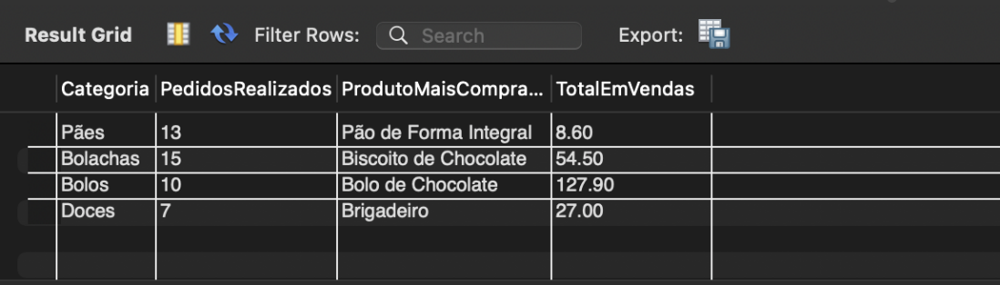 Result Grid Filter Rows: Search Export:
Categoria PedidosRealizados ProdutoMaisCompra... TotalEmVendas
Pães 13 Pão de Forma Integral 8.60
Bolachas 15 Biscoito de Chocolate 54.50
Bolos 10 Bolo de Chocolate 127.90
Doces 7 Brigadeiro 27.00